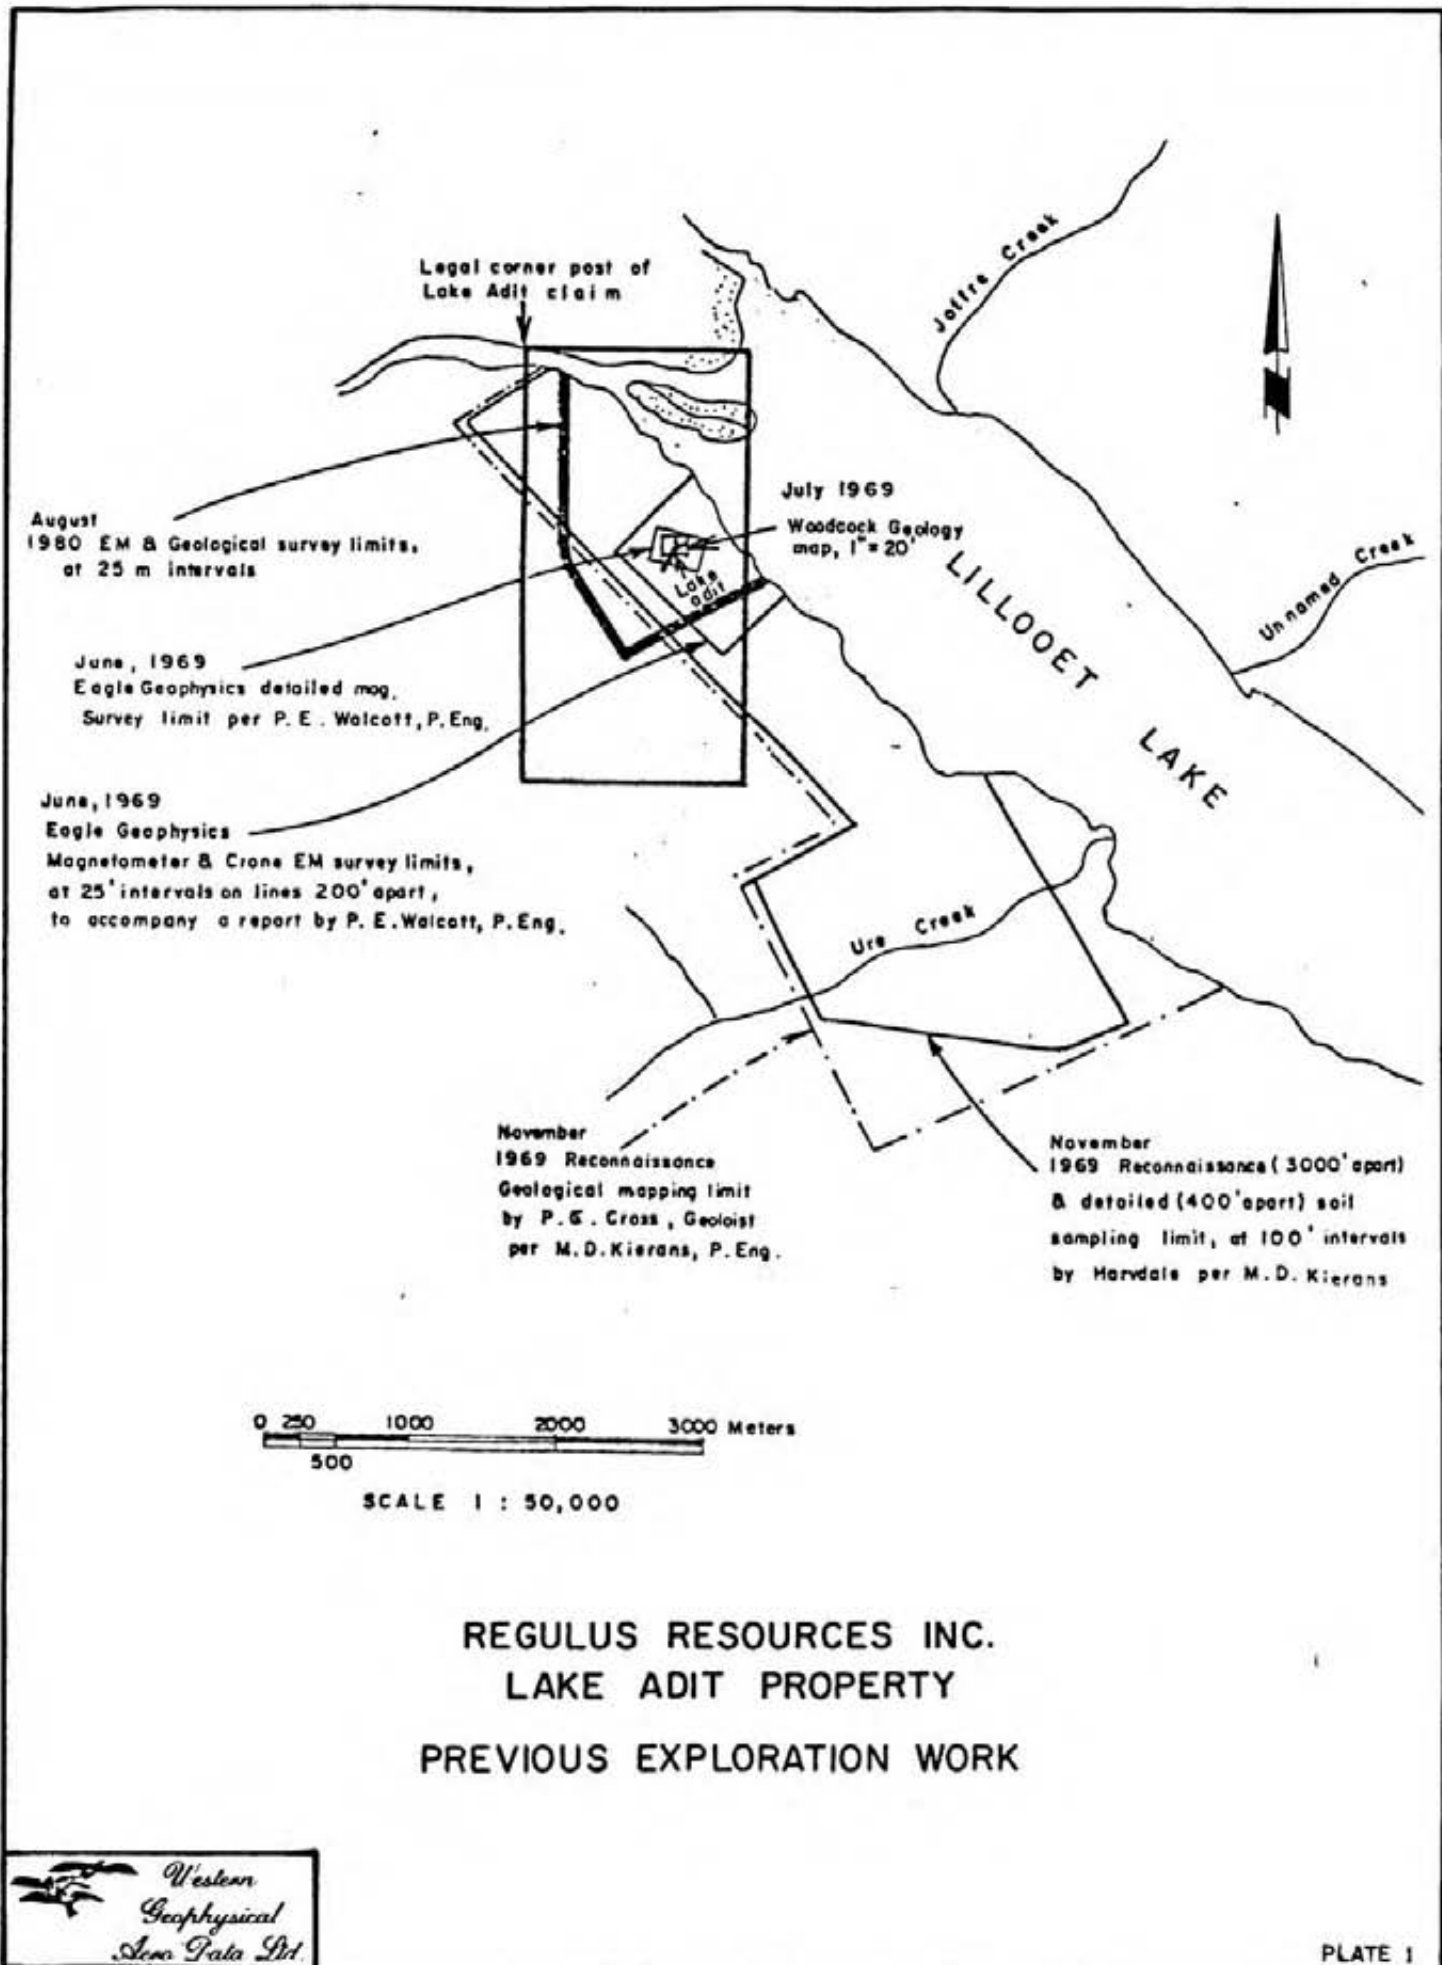 Legal corner post of
Lake Adit claim
Joffre Creek
July 1969
Woodcock Geology
map, 1" = 20'
Lake
adit
August
1980 EM & Geological survey limits,
at 25 m intervals
LILLOOET LAKE
Unnamed Creek
June, 1969
Eagle Geophysics detailed mag.
Survey limit per P. E. Walcott, P. Eng.
June, 1969
Eagle Geophysics
Magnetometer & Crone EM survey limits,
at 25' intervals on lines 200' apart,
to accompany a report by P. E. Walcott, P. Eng.
Ure Creek
November
1969 Reconnaissance
Geological mapping limit
by P. G. Cross, Geoloist
per M. D. Kierans, P. Eng.
November
1969 Reconnaissance (3000' apart)
& detailed (400' apart) soil
sampling limit, at 100' intervals
by Harvdale per M. D. Kierans
0 250 1000 2000 3000 Meters
500
SCALE 1 : 50,000
REGULUS RESOURCES INC.
LAKE ADIT PROPERTY
PREVIOUS EXPLORATION WORK
Western
Geophysical
Aero Data Ltd.
PLATE 1